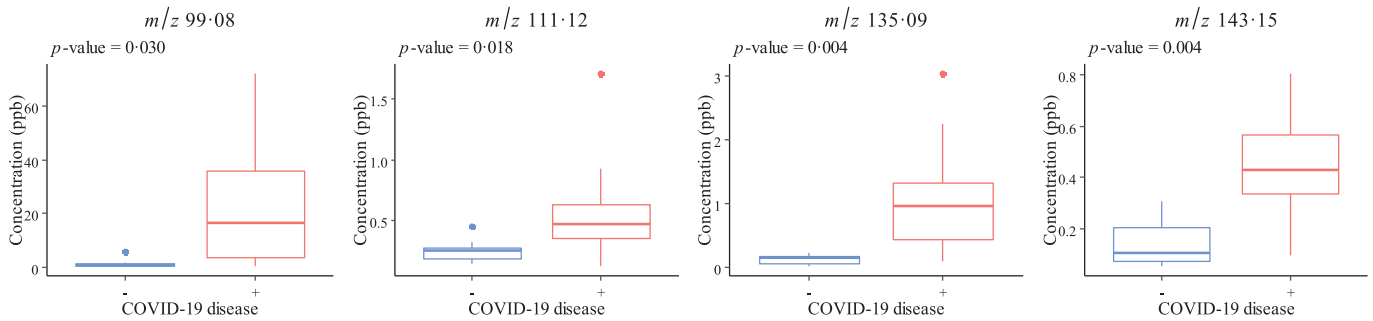 m/z 99·08
p-value = 0·030
Concentration (ppb)
60
40
20
0
-
+
COVID-19 disease
m/z 111·12
p-value = 0·018
Concentration (ppb)
1.5
1.0
0.5
-
+
COVID-19 disease
m/z 135·09
p-value = 0·004
Concentration (ppb)
3
2
1
0
-
+
COVID-19 disease
m/z 143·15
p-value = 0.004
Concentration (ppb)
0.8
0.6
0.4
0.2
-
+
COVID-19 disease